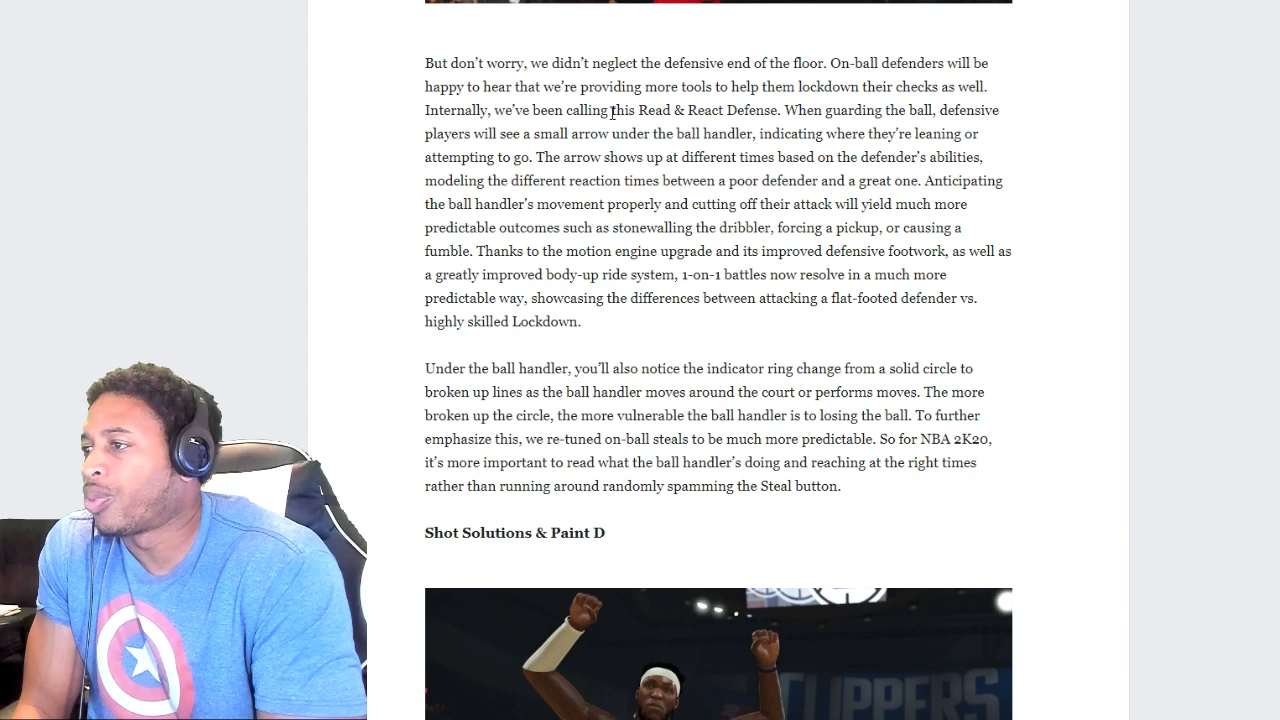 But don’t worry, we didn’t neglect the defensive end of the floor. On-ball defenders will be
happy to hear that we’re providing more tools to help them lockdown their checks as well.
Internally, we’ve been calling this Read & React Defense. When guarding the ball, defensive
players will see a small arrow under the ball handler, indicating where they’re leaning or
attempting to go. The arrow shows up at different times based on the defender’s abilities,
modeling the different reaction times between a poor defender and a great one. Anticipating
the ball handler’s movement properly and cutting off their attack will yield much more
predictable outcomes such as stonewalling the dribbler, forcing a pickup, or causing a
fumble. Thanks to the motion engine upgrade and its improved defensive footwork, as well as
a greatly improved body-up ride system, 1-on-1 battles now resolve in a much more
predictable way, showcasing the differences between attacking a flat-footed defender vs.
highly skilled Lockdown.
Under the ball handler, you’ll also notice the indicator ring change from a solid circle to
broken up lines as the ball handler moves around the court or performs moves. The more
broken up the circle, the more vulnerable the ball handler is to losing the ball. To further
emphasize this, we re-tuned on-ball steals to be much more predictable. So for NBA 2K20,
it’s more important to read what the ball handler’s doing and reaching at the right times
rather than running around randomly spamming the Steal button.
Shot Solutions & Paint D
CLIPPERS